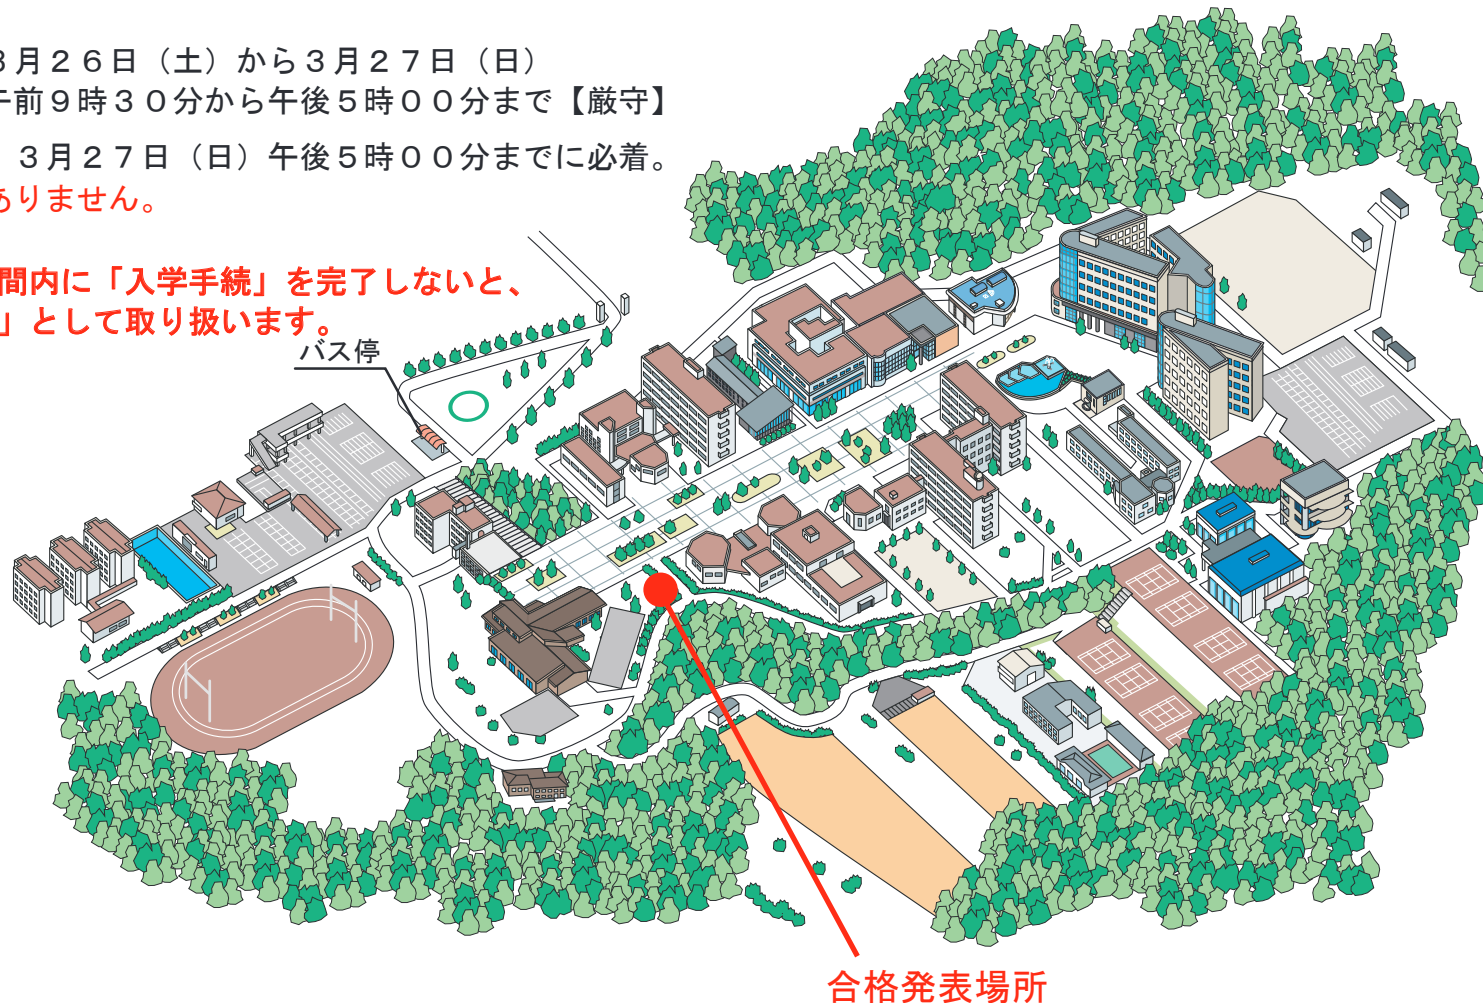 ３月２６日（土）から３月２７日（日）
午前９時３０分から午後５時００分まで【厳守】
３月２７日（日）午後５時００分までに必着。
ありません。
間内に「入学手続」を完了しないと、
」として取り扱います。
バス停
合格発表場所